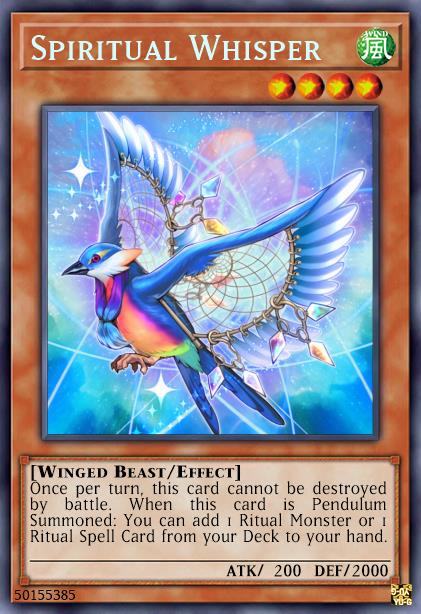 Spiritual Whisper
WIND
風
[Winged Beast/Effect]
Once per turn, this card cannot be destroyed
by battle. When this card is Pendulum
Summoned: You can add 1 Ritual Monster or 1
Ritual Spell Card from your Deck to your hand.
ATK/ 200 DEF/2000
50155385